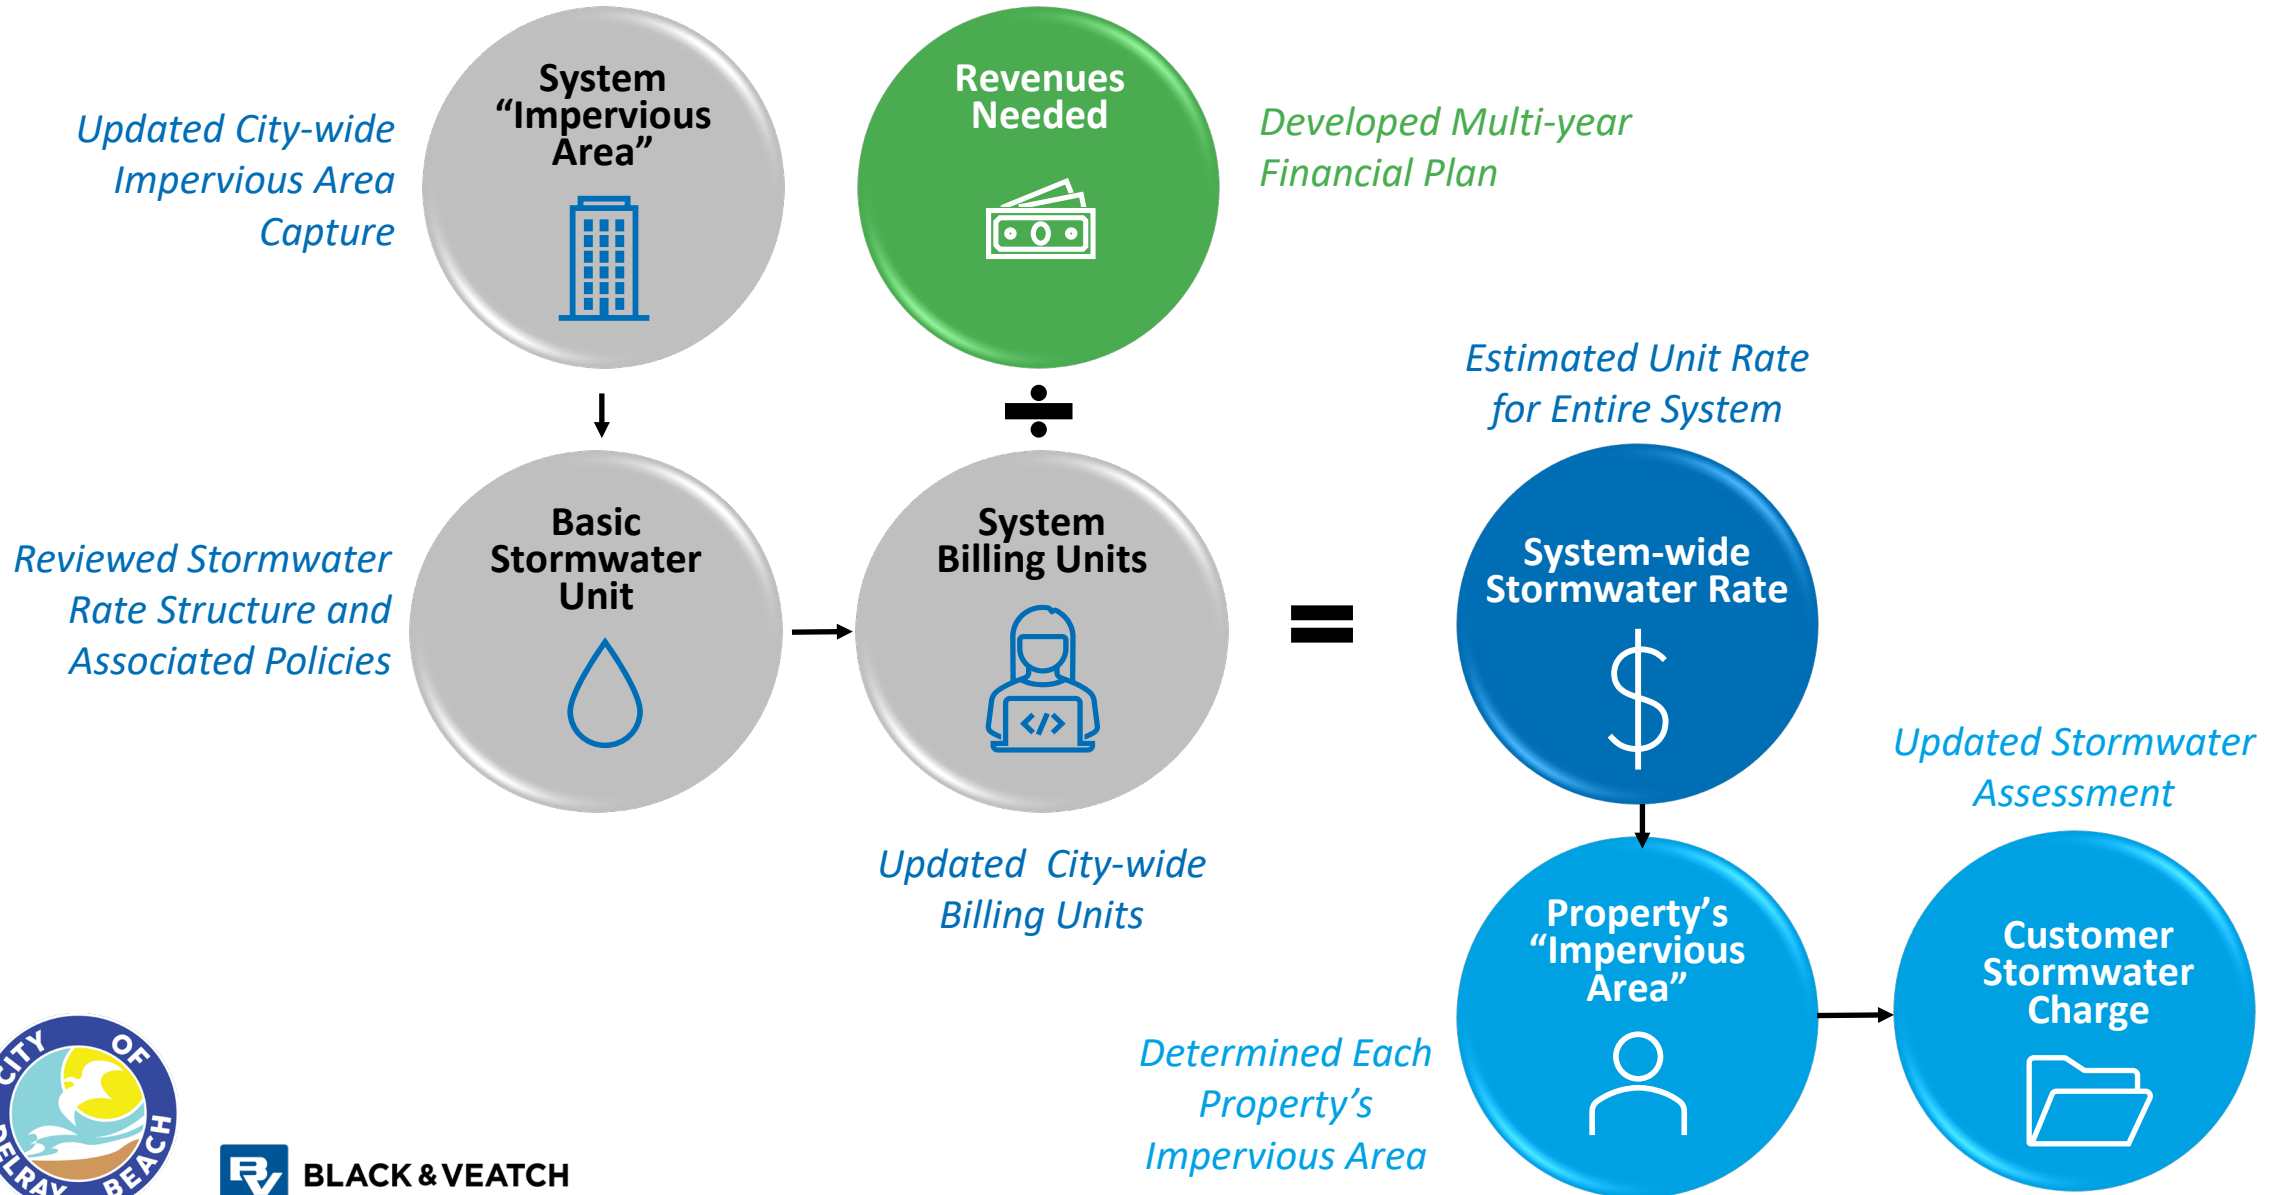 System
“Impervious
Area”
Updated City-wide
Impervious Area
Capture
Revenues
Needed
Developed Multi-year
Financial Plan
Basic
Stormwater
Unit
Reviewed Stormwater
Rate Structure and
Associated Policies
÷
System
Billing Units
</>
Updated City-wide
Billing Units
=
Estimated Unit Rate
for Entire System
System-wide
Stormwater Rate
$
Property’s
“Impervious
Area”
Determined Each
Property’s
Impervious Area
Updated Stormwater
Assessment
Customer
Stormwater
Charge
CITY OF
DELRAY BEACH
BV
BLACK & VEATCH